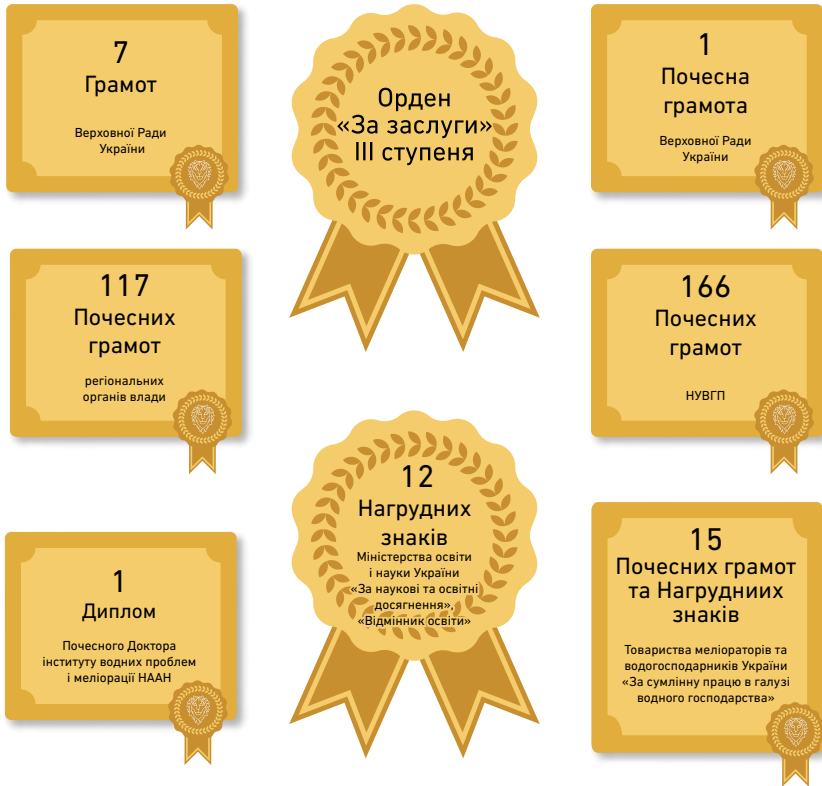 7
Грамот
Верховної Ради
України
Орден
«За заслуги»
III ступеня
1
Почесна
грамота
Верховної Ради
України
117
Почесних
грамот
регіональних
органів влади
166
Почесних
грамот
НУВГП
12
Нагрудних
знаків
Міністерства освіти
і науки України
«За наукові та освітні
досягнення»,
«Відмінник освіти»
1
Диплом
Почесного Доктора
інституту водних проблем
і меліорації НААН
15
Почесних грамот
та Нагрудниих
знаків
Товариства меліораторів та
водогосподарників України
«За сумлінну працю в галузі
водного господарства»